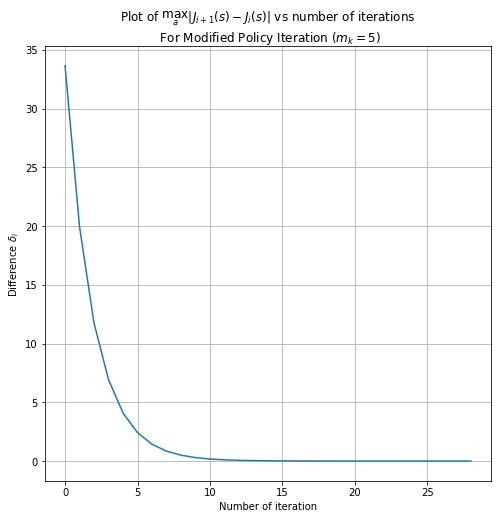 Plot of max_a |J_{i+1}(s) − J_i(s)| vs number of iterations
For Modified Policy Iteration (m_k = 5)
35
30
25
20
15
10
5
0
Difference δ_i
0 5 10 15 20 25
Number of iteration